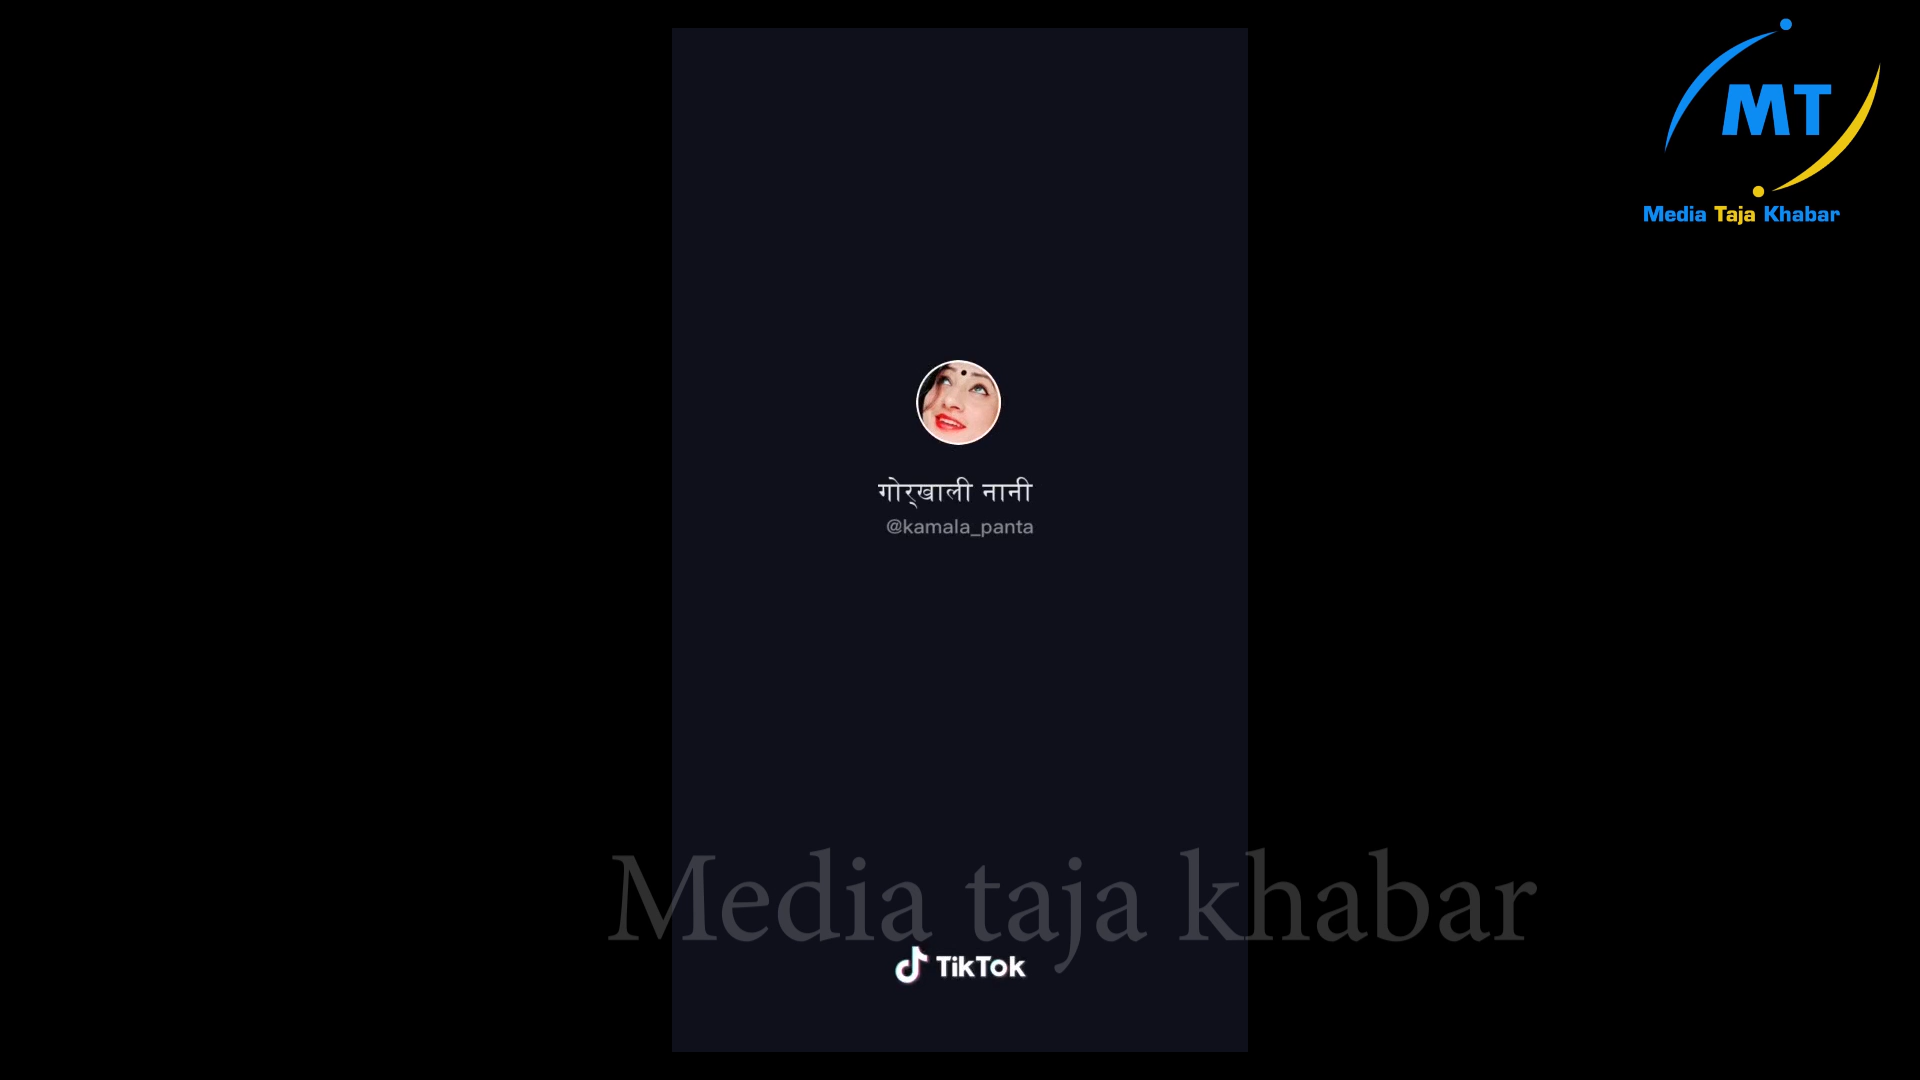 MT
Media Taja Khabar
गोर्‍खाली नानी
@kamala_panta
Media taja khabar
TikTok